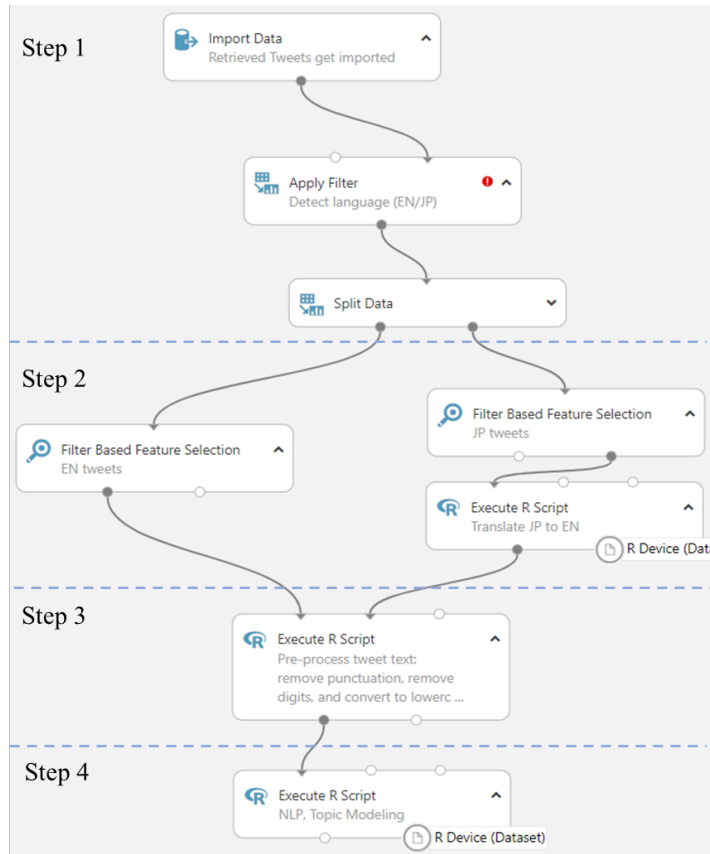 Step 1
Import Data
Retrieved Tweets get imported
Apply Filter
Detect language (EN/JP)
Split Data
Step 2
Filter Based Feature Selection
JP tweets
Filter Based Feature Selection
EN tweets
Execute R Script
Translate JP to EN
R Device (Data
Step 3
Execute R Script
Pre-process tweet text:
remove punctuation, remove
digits, and convert to lowerc ...
Step 4
Execute R Script
NLP, Topic Modeling
R Device (Dataset)